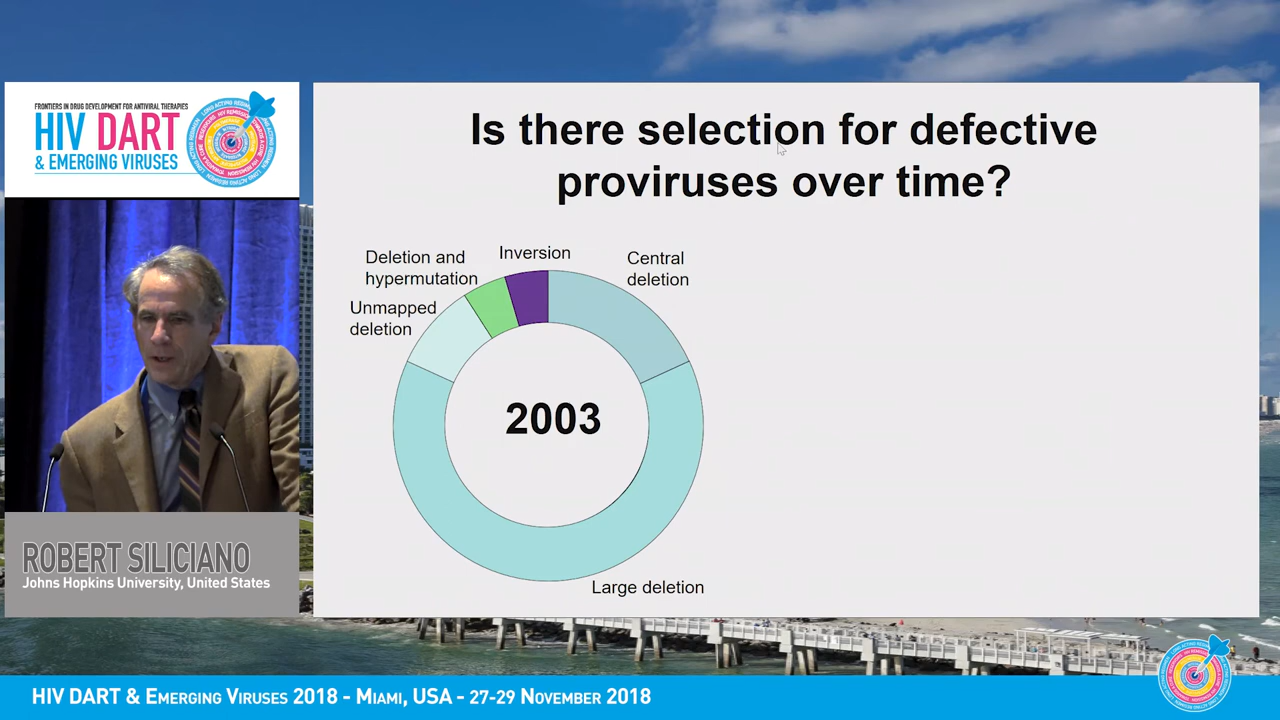 FRONTIERS IN DRUG DEVELOPMENT FOR ANTIVIRAL THERAPIES
HIV DART
& EMERGING VIRUSES
Is there selection for defective
proviruses over time?
Deletion and
hypermutation
Inversion
Central
deletion
Unmapped
deletion
2003
Large deletion
ROBERT SILICIANO
Johns Hopkins University, United States
HIV DART & EMERGING VIRUSES 2018 - MIAMI, USA - 27-29 NOVEMBER 2018